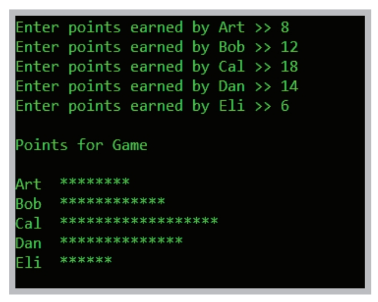 Enter points earned by Art >> 8
Enter points earned by Bob >> 12
Enter points earned by Cal >> 18
Enter points earned by Dan >> 14
Enter points earned by Eli >> 6
Points for Game
Art  ********
Bob  ************
Cal  ******************
Dan  **************
Eli  ******